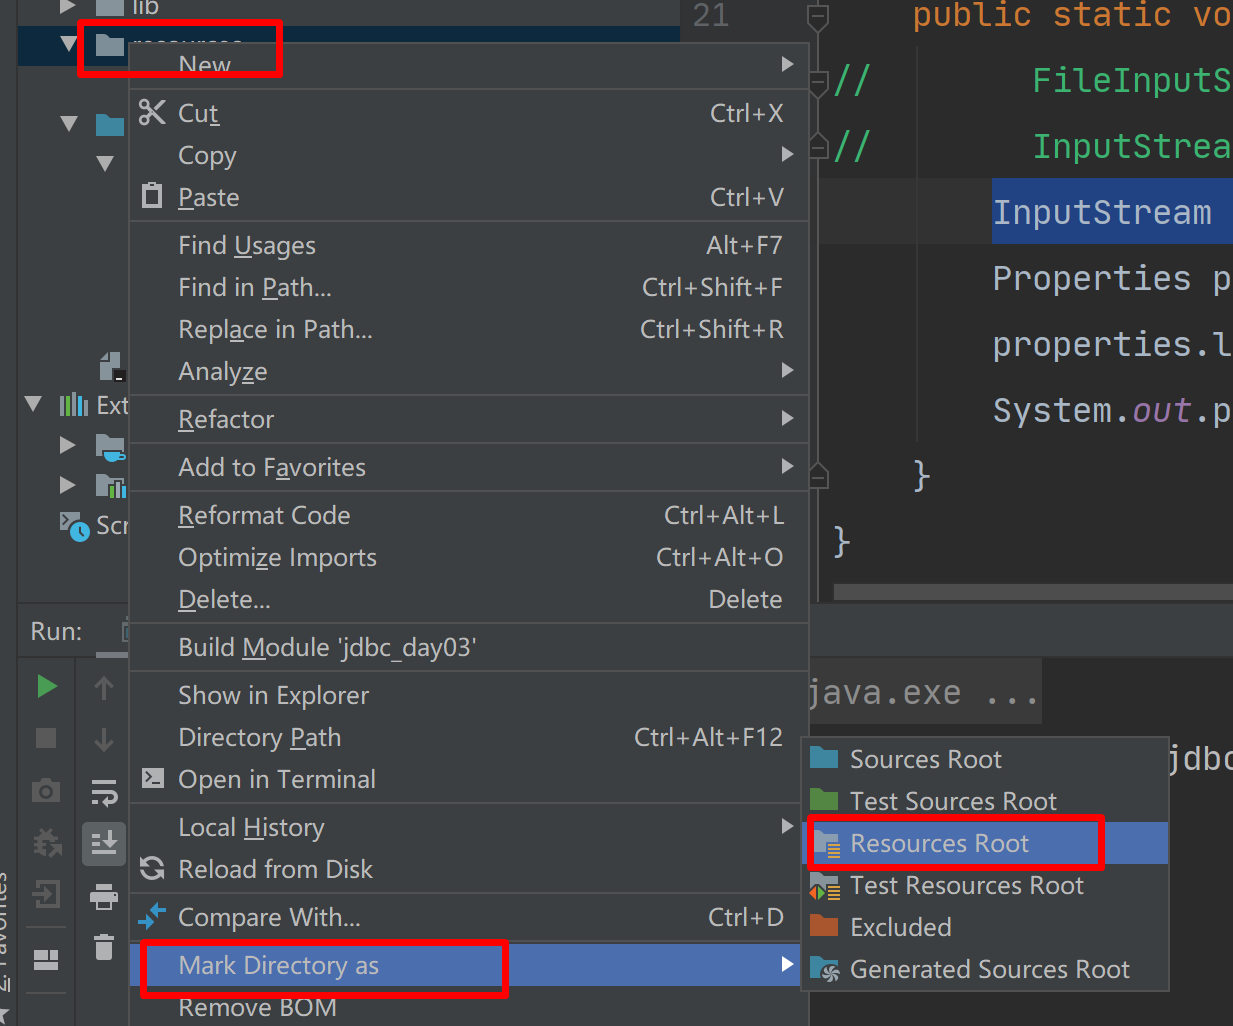 lib
resources
New
Cut Ctrl+X
Copy
Paste Ctrl+V
Find Usages Alt+F7
Find in Path... Ctrl+Shift+F
Replace in Path... Ctrl+Shift+R
Analyze
Refactor
Add to Favorites
Reformat Code Ctrl+Alt+L
Optimize Imports Ctrl+Alt+O
Delete... Delete
Build Module 'jdbc_day03'
Show in Explorer
Directory Path Ctrl+Alt+F12
Open in Terminal
Local History
Reload from Disk
Compare With... Ctrl+D
Mark Directory as
Remove BOM
Ext
Scr
Run:
Favorites
21 public static vo
// FileInputS
// InputStrea
InputStream
Properties p
properties.l
System.out.p
}
}
java.exe ...
jdbc
Sources Root
Test Sources Root
Resources Root
Test Resources Root
Excluded
Generated Sources Root